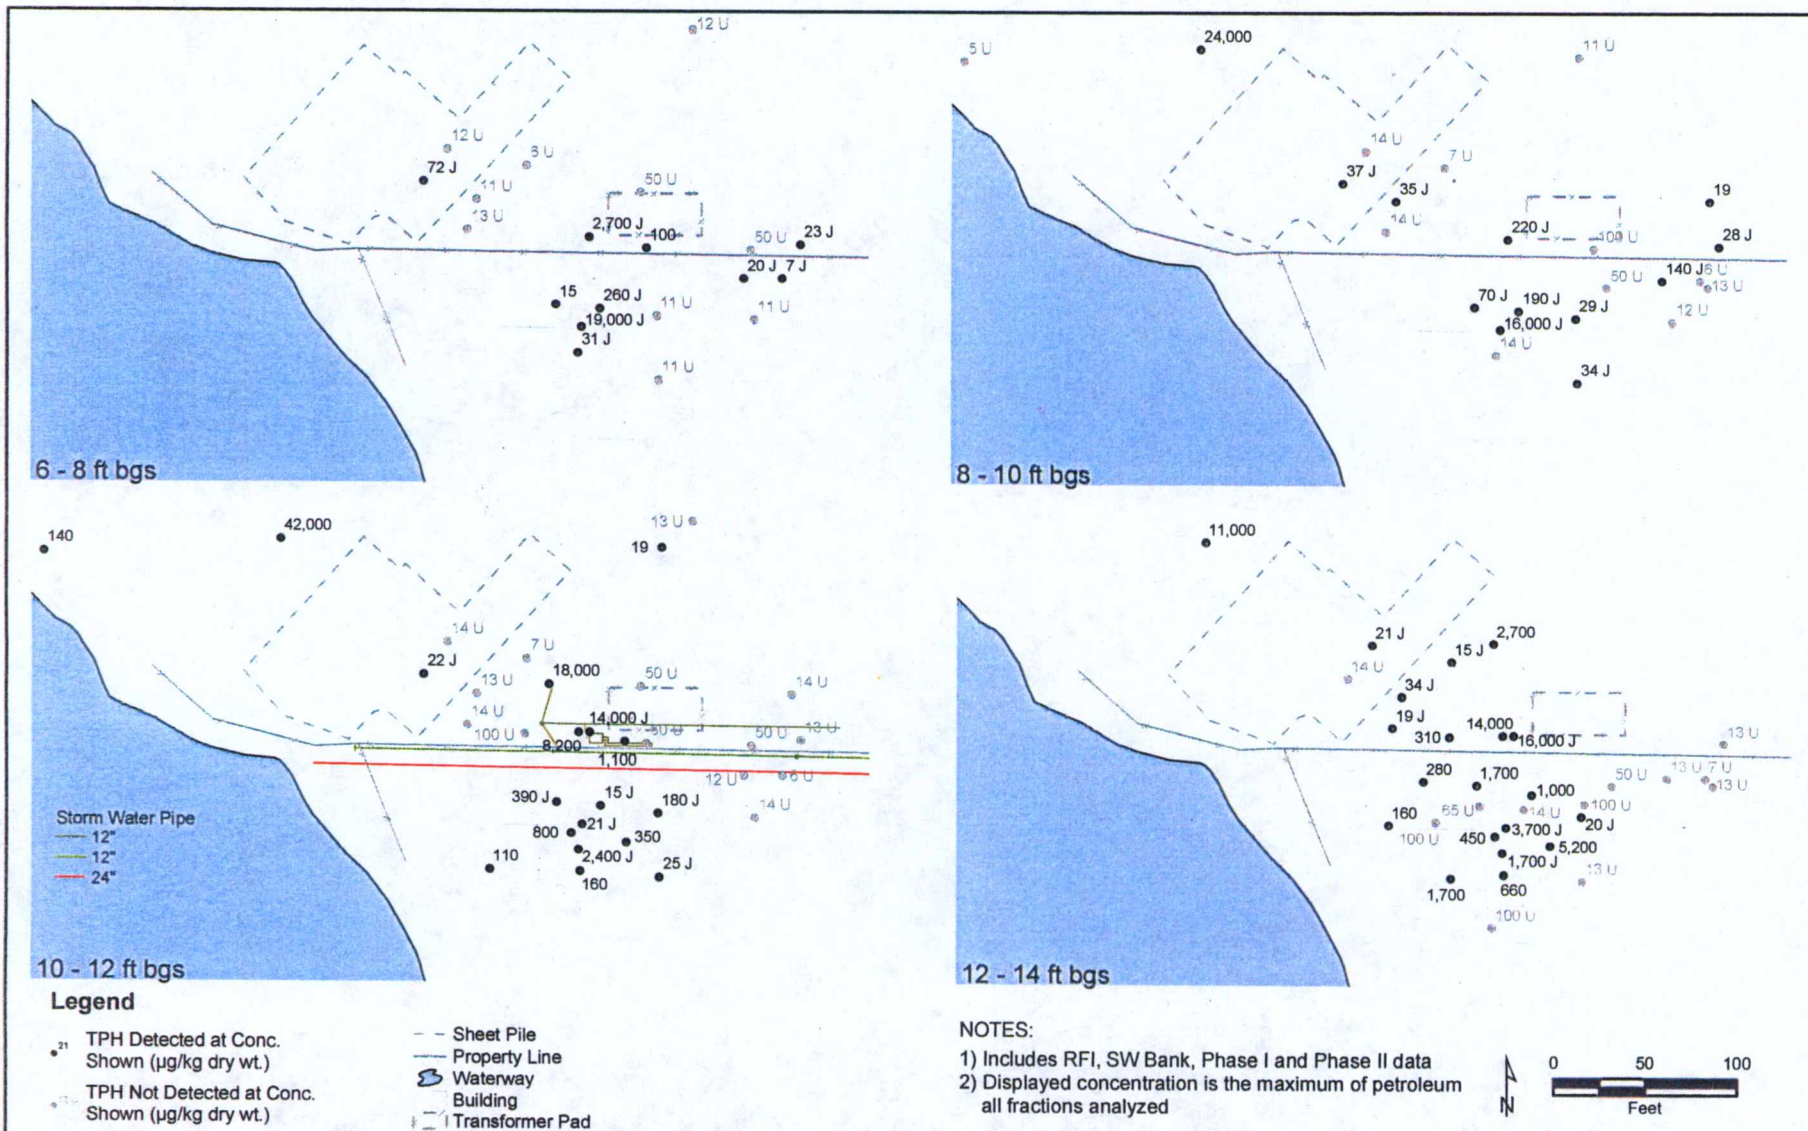 12 U
12 U
6 U
72 J
11 U
3 U
50 U
2,700 J
100
50 U
23 J
20 J
7 J
15
260 J
11 U
11 U
19,000 J
31 J
11 U
6 - 8 ft bgs
5 U
24,000
11 U
14 U
7 U
37 J
35 J
14 U
19
220 J
100 U
28 J
50 U
140 J
6 U
13 U
70 J
190 J
29 J
12 U
16,000 J
14 U
34 J
8 - 10 ft bgs
140
42,000
13 U
19
14 U
7 U
22 J
13 U
18,000
50 U
14 U
14 U
100 U
14,000 J
8,200
50 U
50 U
13 U
1,100
12 U
6 U
390 J
15 J
180 J
14 U
21 J
800
350
110
2,400 J
25 J
160
Storm Water Pipe
12"
12"
24"
10 - 12 ft bgs
11,000
21 J
2,700
15 J
14 U
34 J
19 J
310
14,000
16,000 J
13 U
280
1,700
50 U
13 U
7 U
13 U
1,000
160
65 U
14 U
100 U
100 U
20 J
3,700 J
450
5,200
1,700 J
13 U
1,700
660
100 U
12 - 14 ft bgs
Legend
21
TPH Detected at Conc.
Shown (µg/kg dry wt.)
TPH Not Detected at Conc.
Shown (µg/kg dry wt.)
Sheet Pile
Property Line
Waterway
Building
Transformer Pad
NOTES:
1) Includes RFI, SW Bank, Phase I and Phase II data
2) Displayed concentration is the maximum of petroleum
all fractions analyzed
N
0 50 100
Feet